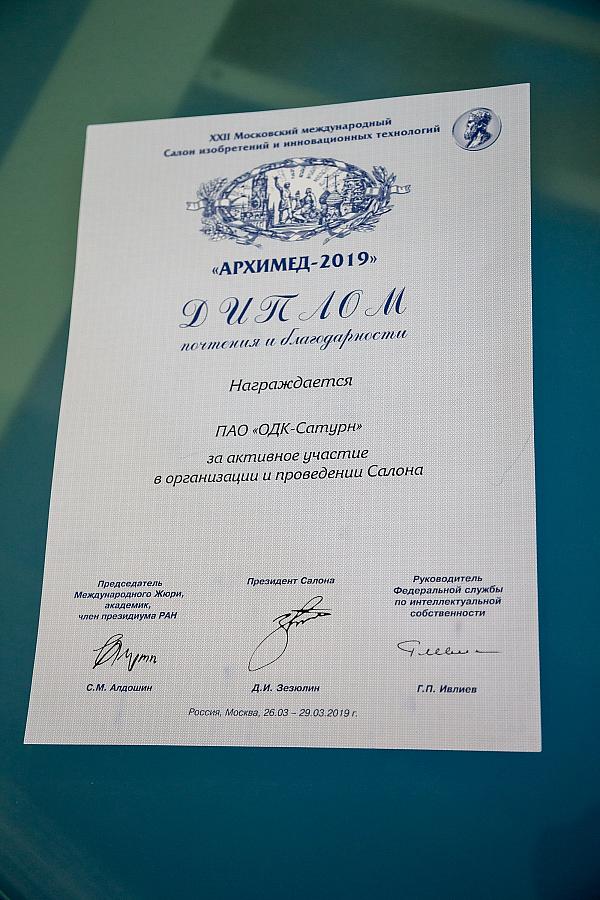 XXII Московский международный
Салон изобретений и инновационных технологий
«АРХИМЕД-2019»
ДИПЛОМ
почтения и благодарности
Награждается
ПАО «ОДК-Сатурн»
за активное участие
в организации и проведении Салона
Председатель
Международного Жюри,
академик,
член президиума РАН
С.М. Алдошин
Президент Салона
Д.И. Зезюлин
Руководитель
Федеральной службы
по интеллектуальной
собственности
Г.П. Ивлиев
Россия, Москва, 26.03 – 29.03.2019 г.